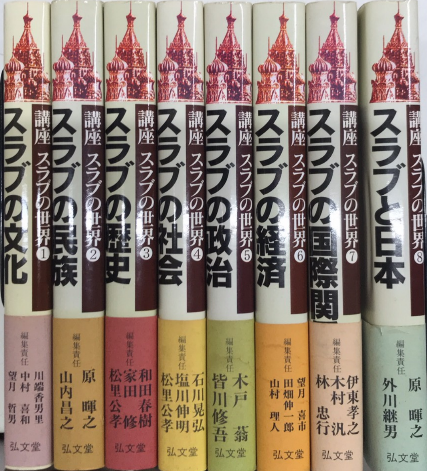 講座 スラブの世界 1
スラブの文化
編集責任
川端香男里
中村 喜和
望月 哲男
弘文堂
講座 スラブの世界 2
スラブの民族
編集責任
原 暉之
山内昌之
弘文堂
講座 スラブの世界 3
スラブの歴史
編集責任
和田春樹
家田 修
松里公孝
弘文堂
講座 スラブの世界 4
スラブの社会
編集責任
石川晃弘
塩川伸明
松里公孝
弘文堂
講座 スラブの世界 5
スラブの政治
編集責任
木戸 蓊
皆川修吾
弘文堂
講座 スラブの世界 6
スラブの経済
編集責任
望月 喜市
田畑伸一郎
山村 理人
弘文堂
講座 スラブの世界 7
スラブの国際関
編集責任
伊東孝之
木村 汎
林 忠行
弘文堂
講座 スラブの世界 8
スラブと日本
編集責任
原 暉之
外川継男
弘文堂